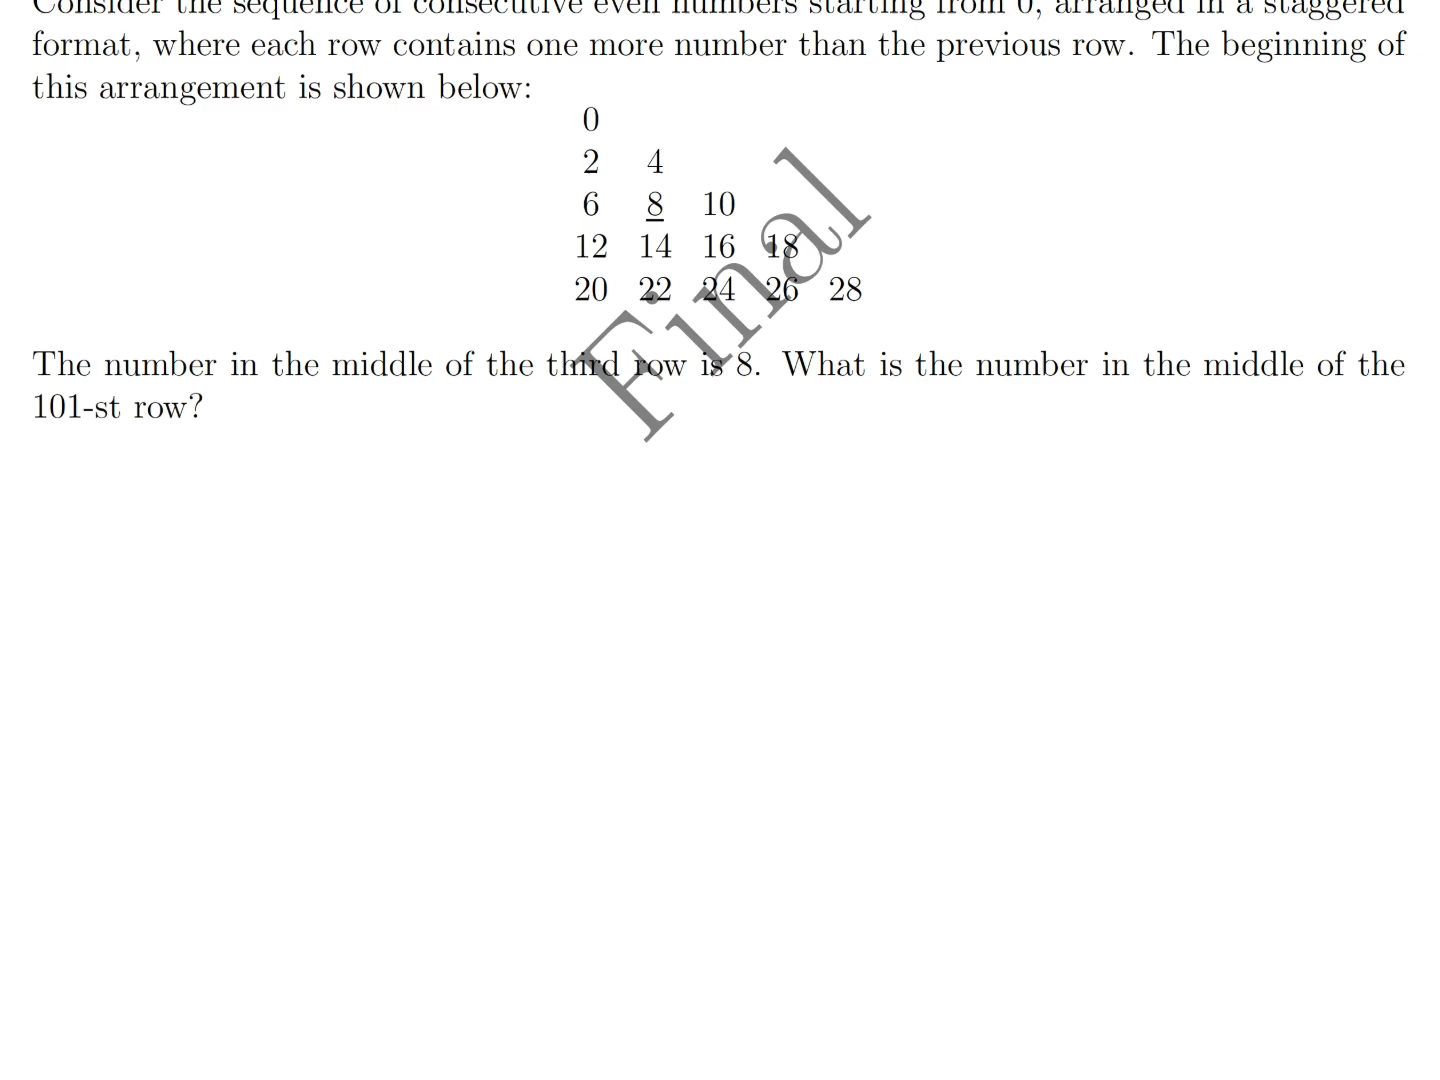 Consider the sequence of consecutive even numbers starting from 0, arranged in a staggered
format, where each row contains one more number than the previous row. The beginning of
this arrangement is shown below:
0
2 4
6 8 10
12 14 16 18
20 22 24 26 28
Final
The number in the middle of the third row is 8. What is the number in the middle of the
101-st row?